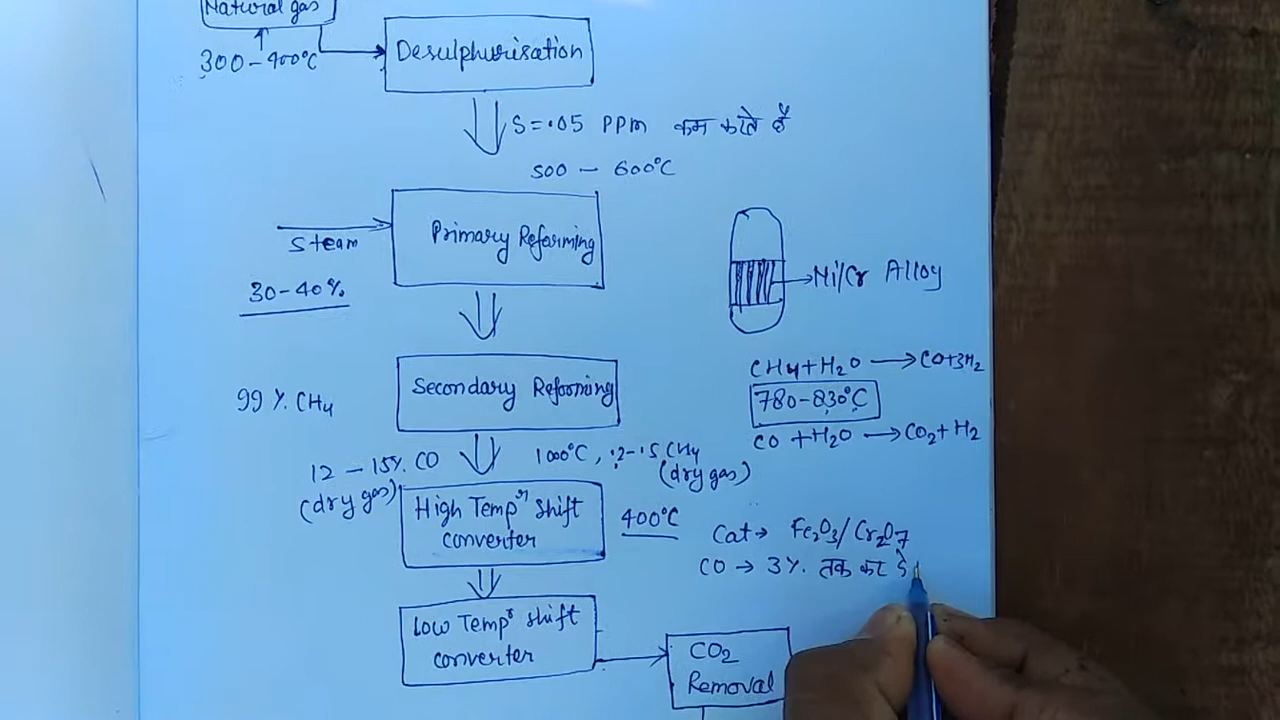 Natural gas
300-400°C
Desulphurisation
S=.05 PPM कम करते है
500 - 600°C
Steam
Primary Reforming
30-40%
Ni/Cr Alloy
CH4+H2O → CO+3H2
780-830°C
CO + H2O → CO2+H2
Secondary Reforming
99% CH4
12 - 15% CO
(dry gas)
1000°C, .2-.5 CH4
(dry gas)
High Tempr shift
converter
400°C
Cat → Fe2O3/Cr2O7
CO → 3% तक कर दे
Low Tempr shift
converter
CO2
Removal